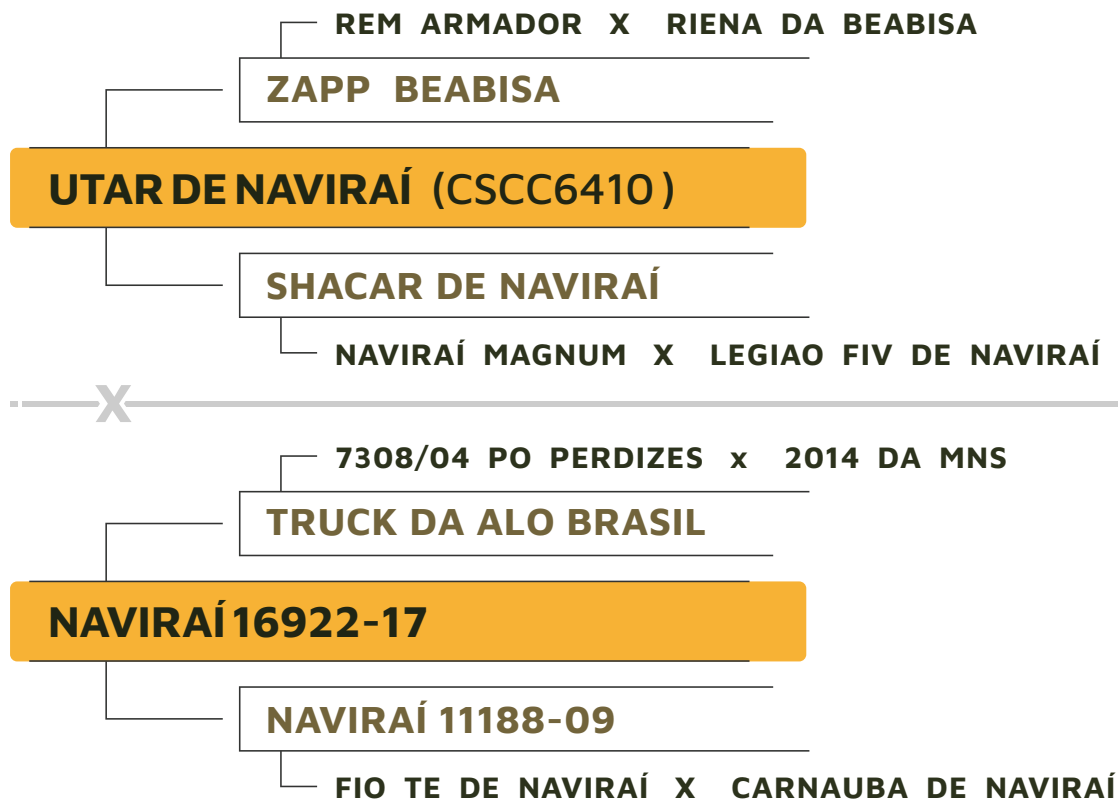 REM ARMADOR X RIENA DA BEABISA
ZAPP BEABISA
UTAR DE NAVIRAÍ (CSCC6410 )
SHACAR DE NAVIRAÍ
NAVIRAÍ MAGNUM X LEGIAO FIV DE NAVIRAÍ
X
7308/04 PO PERDIZES x 2014 DA MNS
TRUCK DA ALO BRASIL
NAVIRAÍ 16922-17
NAVIRAÍ 11188-09
FIO TE DE NAVIRAÍ X CARNAUBA DE NAVIRAÍ